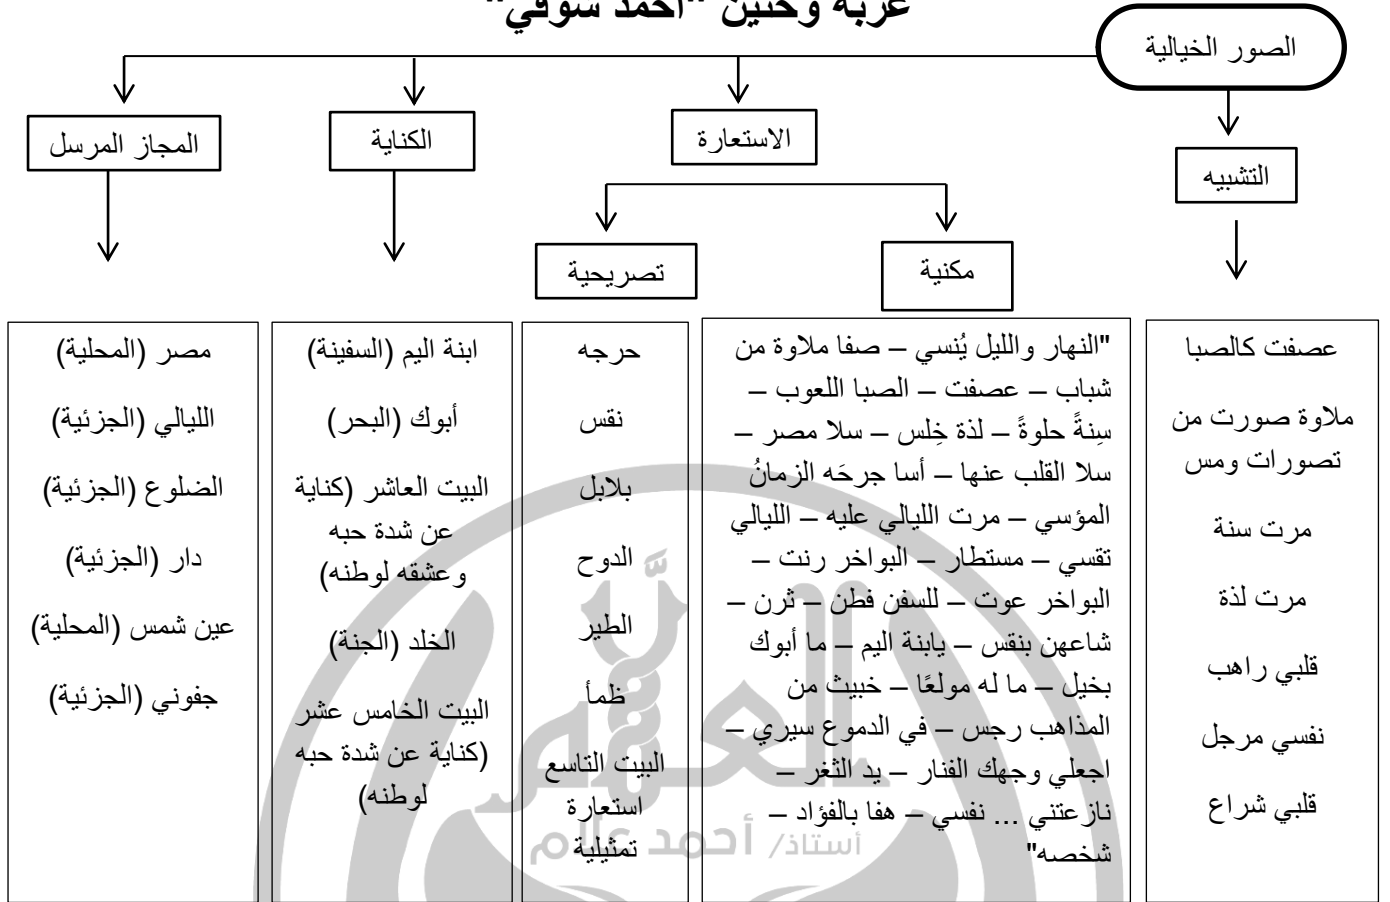 غربة وحنين "أحمد شوقي"
الصور الخيالية
التشبيه
الاستعارة
الكناية
المجاز المرسل
مكنية
تصريحية
عصفت كالصبا
ملاوة صورت من
تصورات ومس
مرت سنة
مرت لذة
قلبي راهب
نفسي مرجل
قلبي شراع
"النهار والليل يُنسي – صفا ملاوة من
شباب – عصفت – الصبا اللعوب –
سِنةً حلوةً – لذة خِلس – سلا مصر –
سلا القلب عنها – أسا جرحَه الزمانُ
المؤسي – مرت الليالي عليه – الليالي
تقسي – مستطار – البواخر رنت –
البواخر عوت – للسفن فطن – ثرن –
شاعهن بنقس – يابنة اليم – ما أبوك
بخيل – ما له مولعًا – خبيث من
المذاهب رجس – في الدموع سيري –
اجعلي وجهك الفنار – يد الثغر –
نازعتني ... نفسي – هفا بالفؤاد –
شخصه"
حرجه
نقس
بلابل
الدوح
الطير
ظمأ
البيت التاسع
استعارة
تمثيلية
ابنة اليم (السفينة)
أبوك (البحر)
البيت العاشر (كناية
عن شدة حبه
وعشقه لوطنه)
الخلد (الجنة)
البيت الخامس عشر
(كناية عن شدة حبه
لوطنه)
مصر (المحلية)
الليالي (الجزئية)
الضلوع (الجزئية)
دار (الجزئية)
عين شمس (المحلية)
جفوني (الجزئية)
أستاذ/ أحمد علام